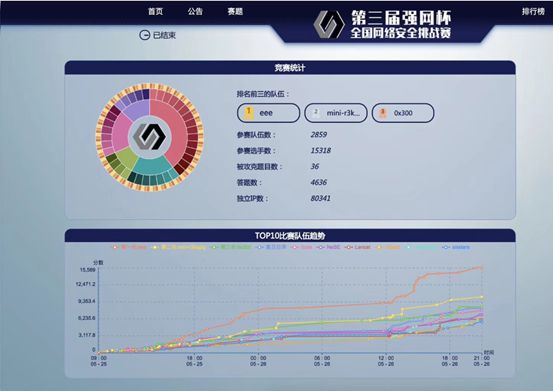 首页 公告 赛题 排行榜
第三届强网杯
全国网络安全挑战赛
已结束
竞赛统计
排名前三的队伍：
1 eee 2 mini-r3k... 3 0x300
参赛队伍数： 2859
参赛选手数： 15318
被攻克题目数： 36
答题数： 4636
独立IP数： 80341
TOP10比赛队伍趋势
分数
15,589
12,471.2
9,353.4
6,235.6
3,117.8
0
09:00 18:00 00:00 06:00 12:00 18:00 21:00 时间
05-25 05-25 05-26 05-26 05-26 05-26 05-26